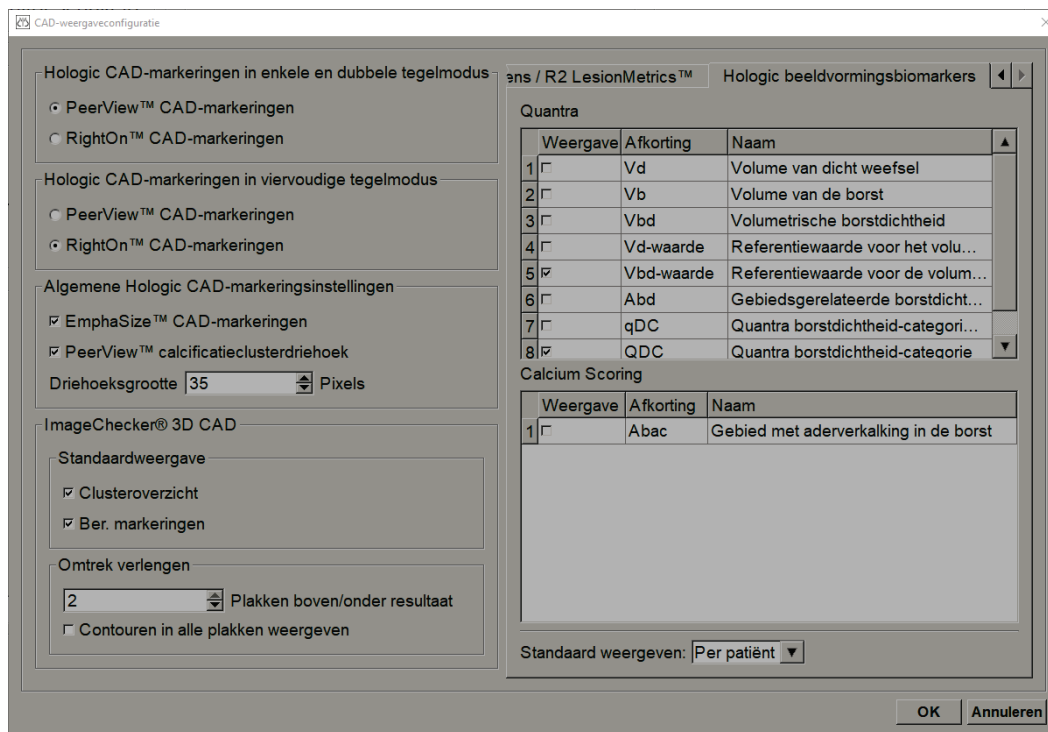 CAD-weergaveconfiguratie
Hologic CAD-markeringen in enkele en dubbele tegelmodus
PeerView™ CAD-markeringen
RightOn™ CAD-markeringen
Hologic CAD-markeringen in viervoudige tegelmodus
PeerView™ CAD-markeringen
RightOn™ CAD-markeringen
Algemene Hologic CAD-markeringsinstellingen
EmphaSize™ CAD-markeringen
PeerView™ calcificatieclusterdriehoek
Driehoeksgrootte 35 Pixels
ImageChecker® 3D CAD
Standaardweergave
Clusteroverzicht
Ber. markeringen
Omtrek verlengen
2 Plakken boven/onder resultaat
Contouren in alle plakken weergeven
ens / R2 LesionMetrics™ Hologic beeldvormingsbiomarkers
Quantra
Weergave Afkorting Naam
1 Vd Volume van dicht weefsel
2 Vb Volume van de borst
3 Vbd Volumetrische borstdichtheid
4 Vd-waarde Referentiewaarde voor het volu...
5 Vbd-waarde Referentiewaarde voor de volum...
6 Abd Gebiedsgerelateerde borstdicht...
7 qDC Quantra borstdichtheid-categori...
8 QDC Quantra borstdichtheid-categorie
Calcium Scoring
Weergave Afkorting Naam
1 Abac Gebied met aderverkalking in de borst
Standaard weergeven: Per patiënt
OK Annuleren